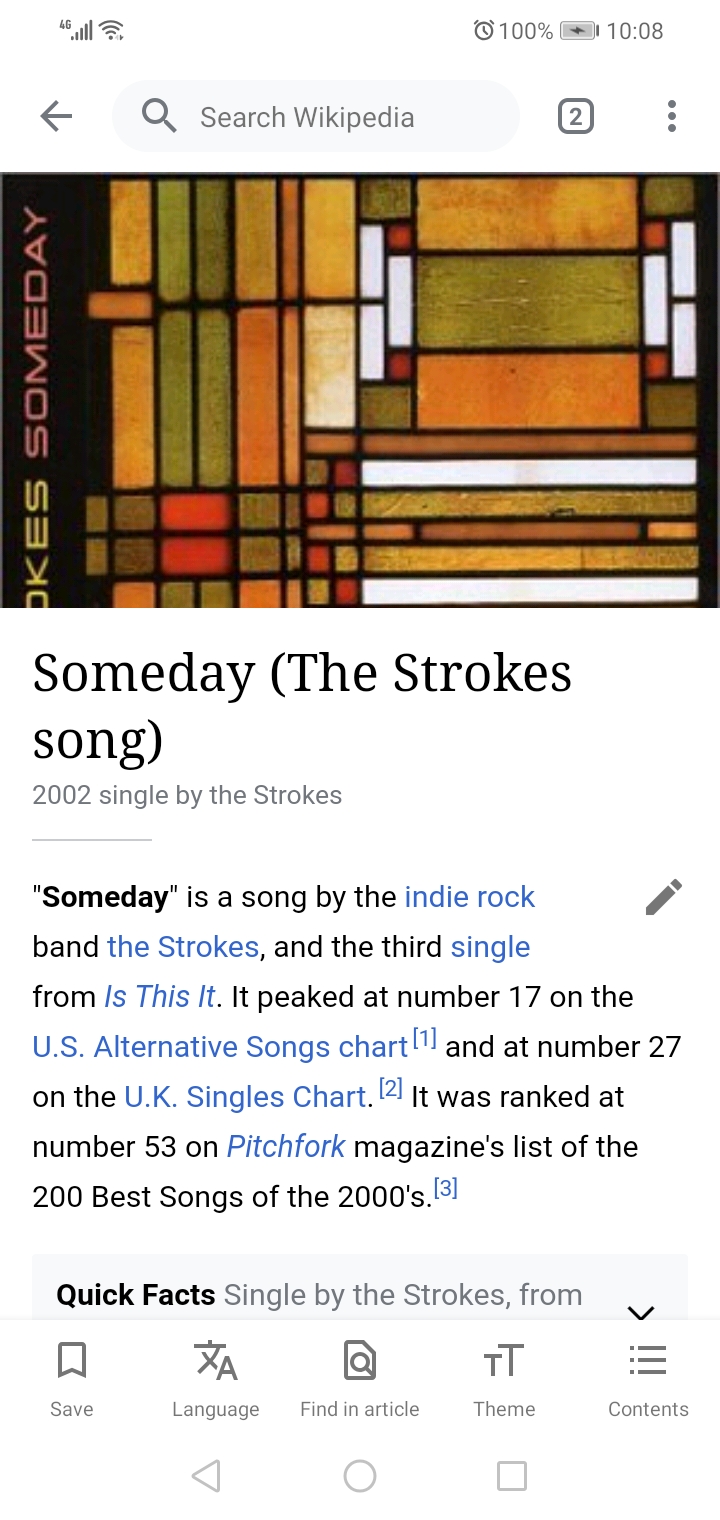 4G 100% 10:08
Search Wikipedia 2
OKES SOMEDAY
Someday (The Strokes
song)
2002 single by the Strokes
"Someday" is a song by the indie rock
band the Strokes, and the third single
from Is This It. It peaked at number 17 on the
U.S. Alternative Songs chart[1] and at number 27
on the U.K. Singles Chart.[2] It was ranked at
number 53 on Pitchfork magazine's list of the
200 Best Songs of the 2000's.[3]
Quick Facts Single by the Strokes, from
Save Language Find in article Theme Contents